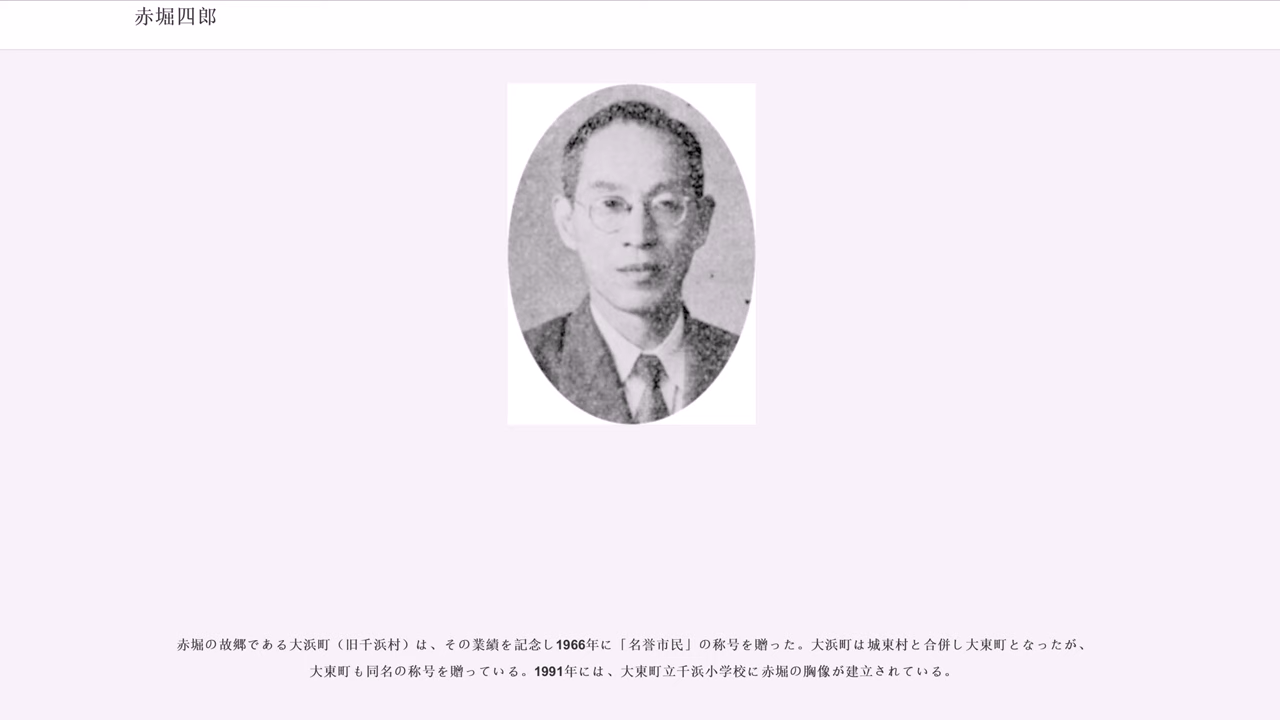 赤堀四郎
赤堀の故郷である大浜町（旧千浜村）は、その業績を記念し1966年に「名誉市民」の称号を贈った。大浜町は城東村と合併し大東町となったが、
大東町も同名の称号を贈っている。1991年には、大東町立千浜小学校に赤堀の胸像が建立されている。